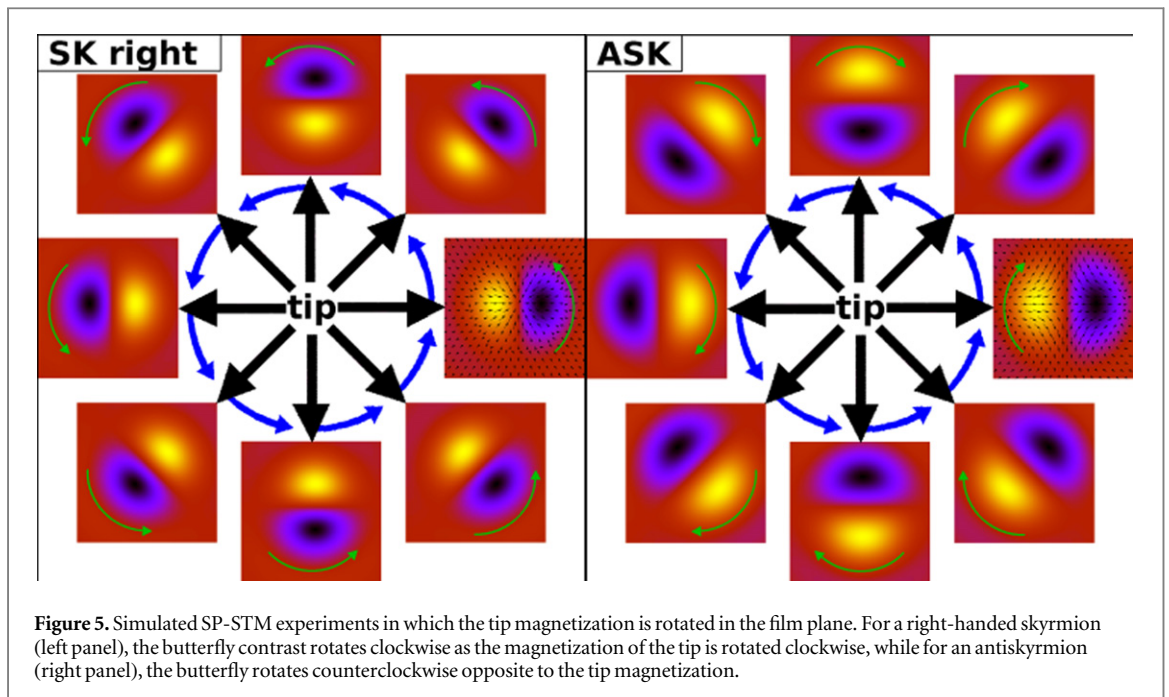 SK right
ASK
tip
tip
Figure 5. Simulated SP-STM experiments in which the tip magnetization is rotated in the film plane. For a right-handed skyrmion
(left panel), the butterfly contrast rotates clockwise as the magnetization of the tip is rotated clockwise, while for an antiskyrmion
(right panel), the butterfly rotates counterclockwise opposite to the tip magnetization.